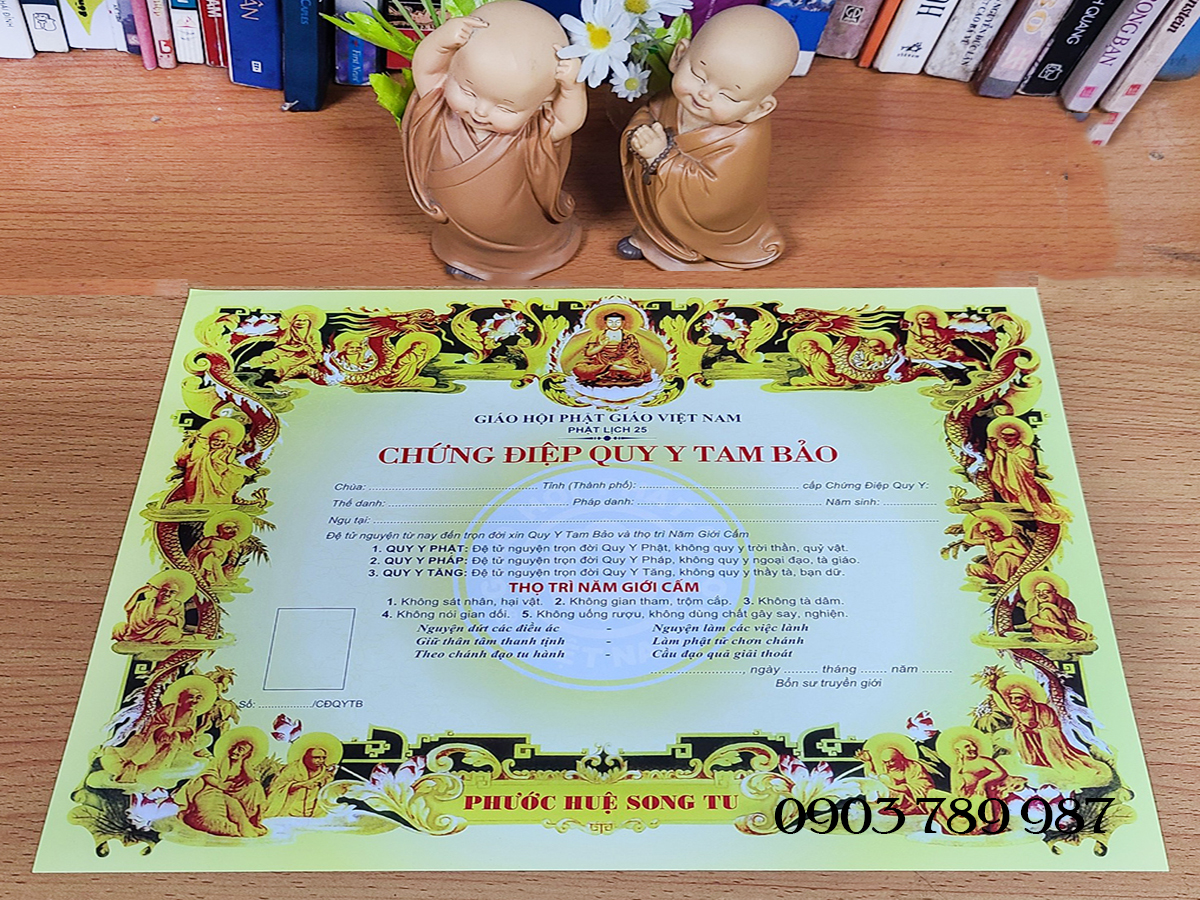 GIÁO HỘI PHẬT GIÁO VIỆT NAM
PHẬT LỊCH 25
CHỨNG ĐIỆP QUY Y TAM BẢO
Chùa: .......................................... Tỉnh (Thành phố): .......................................... cấp Chứng Điệp Quy Y:
Thế danh: .......................................... Pháp danh: .......................................... Năm sinh: ....................
Ngụ tại: ....................................................................................
Đệ tử nguyện từ nay đến trọn đời xin Quy Y Tam Bảo và thọ trì Năm Giới Cấm
1. QUY Y PHẬT: Đệ tử nguyện trọn đời Quy Y Phật, không quy y trời thần, quỷ vật.
2. QUY Y PHÁP: Đệ tử nguyện trọn đời Quy Y Pháp, không quy y ngoại đạo, tà giáo.
3. QUY Y TĂNG: Đệ tử nguyện trọn đời Quy Y Tăng, không quy y thầy tà, bạn dữ.
THỌ TRÌ NĂM GIỚI CẤM
1. Không sát nhân, hại vật. 2. Không gian tham, trộm cắp. 3. Không tà dâm.
4. Không nói gian dối. 5. Không uống rượu, không dùng chất gây say, nghiện.
Nguyện dứt các điều ác - Nguyện làm các việc lành
Giữ thân tâm thanh tịnh - Làm phật tử chơn chánh
Theo chánh đạo tu hành - Cầu đạo quả giải thoát
...................., ngày ......... tháng ....... năm ........
Bổn sư truyền giới
Số: ................/CĐQYTB
PHƯỚC HUỆ SONG TU
0903 789 987